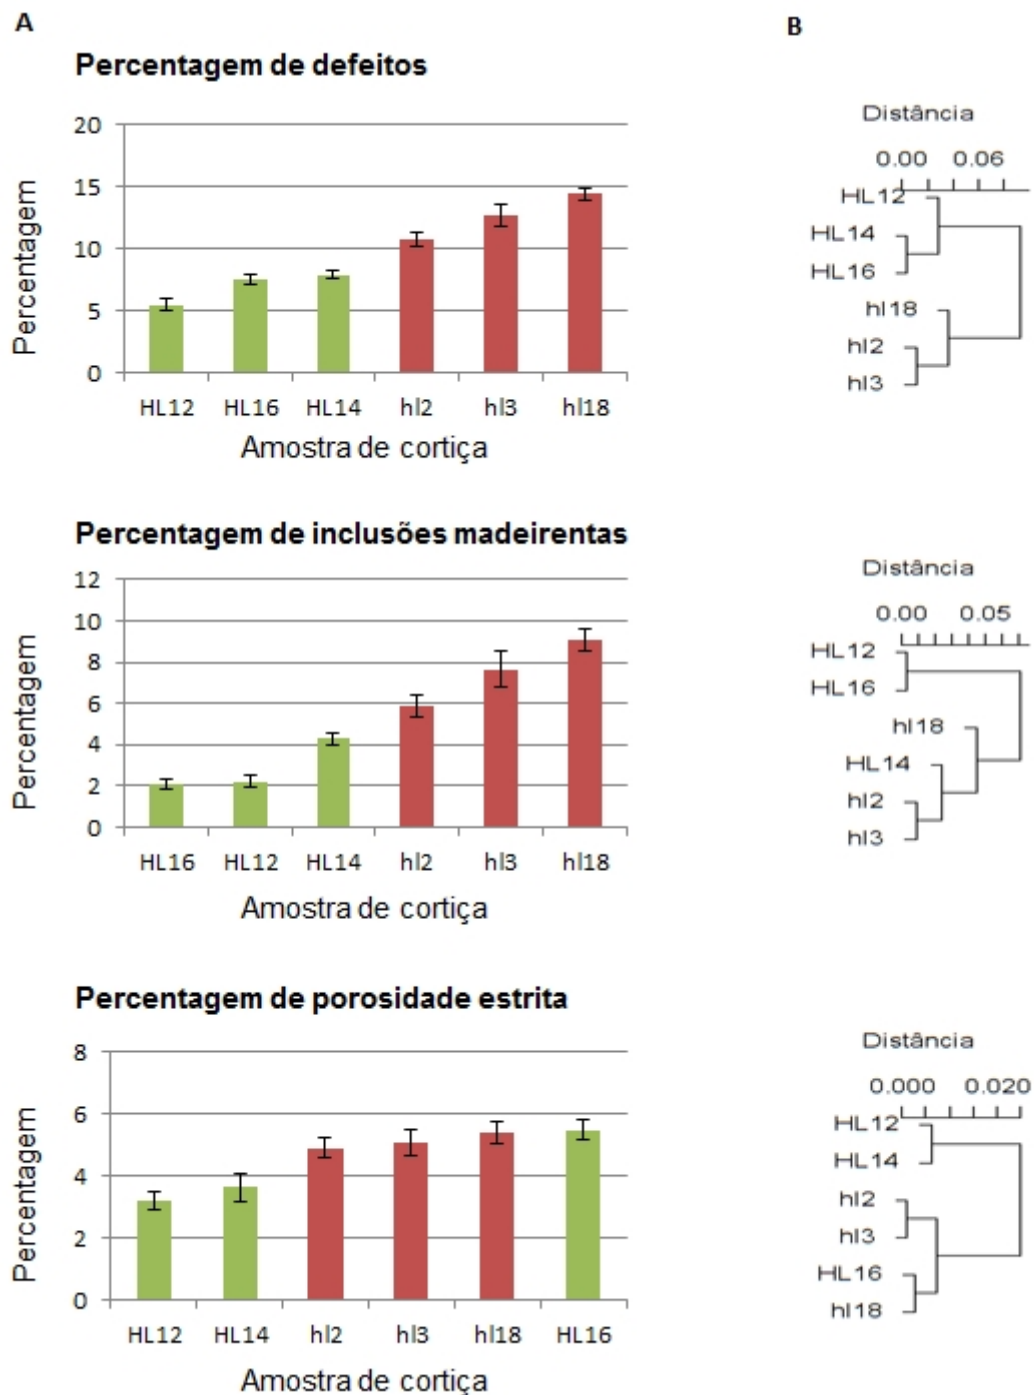 A
B
Percentagem de defeitos
Percentagem
20
15
10
5
0
HL12 HL16 HL14 hl2 hl3 hl18
Amostra de cortiça
Distância
0.00 0.06
HL12
HL14
HL16
hl18
hl2
hl3
Percentagem de inclusões madeirentas
Percentagem
12
10
8
6
4
2
0
HL16 HL12 HL14 hl2 hl3 hl18
Amostra de cortiça
Distância
0.00 0.05
HL12
HL16
hl18
HL14
hl2
hl3
Percentagem de porosidade estrita
Percentagem
8
6
4
2
0
HL12 HL14 hl2 hl3 hl18 HL16
Amostra de cortiça
Distância
0.000 0.020
HL12
HL14
hl2
hl3
HL16
hl18